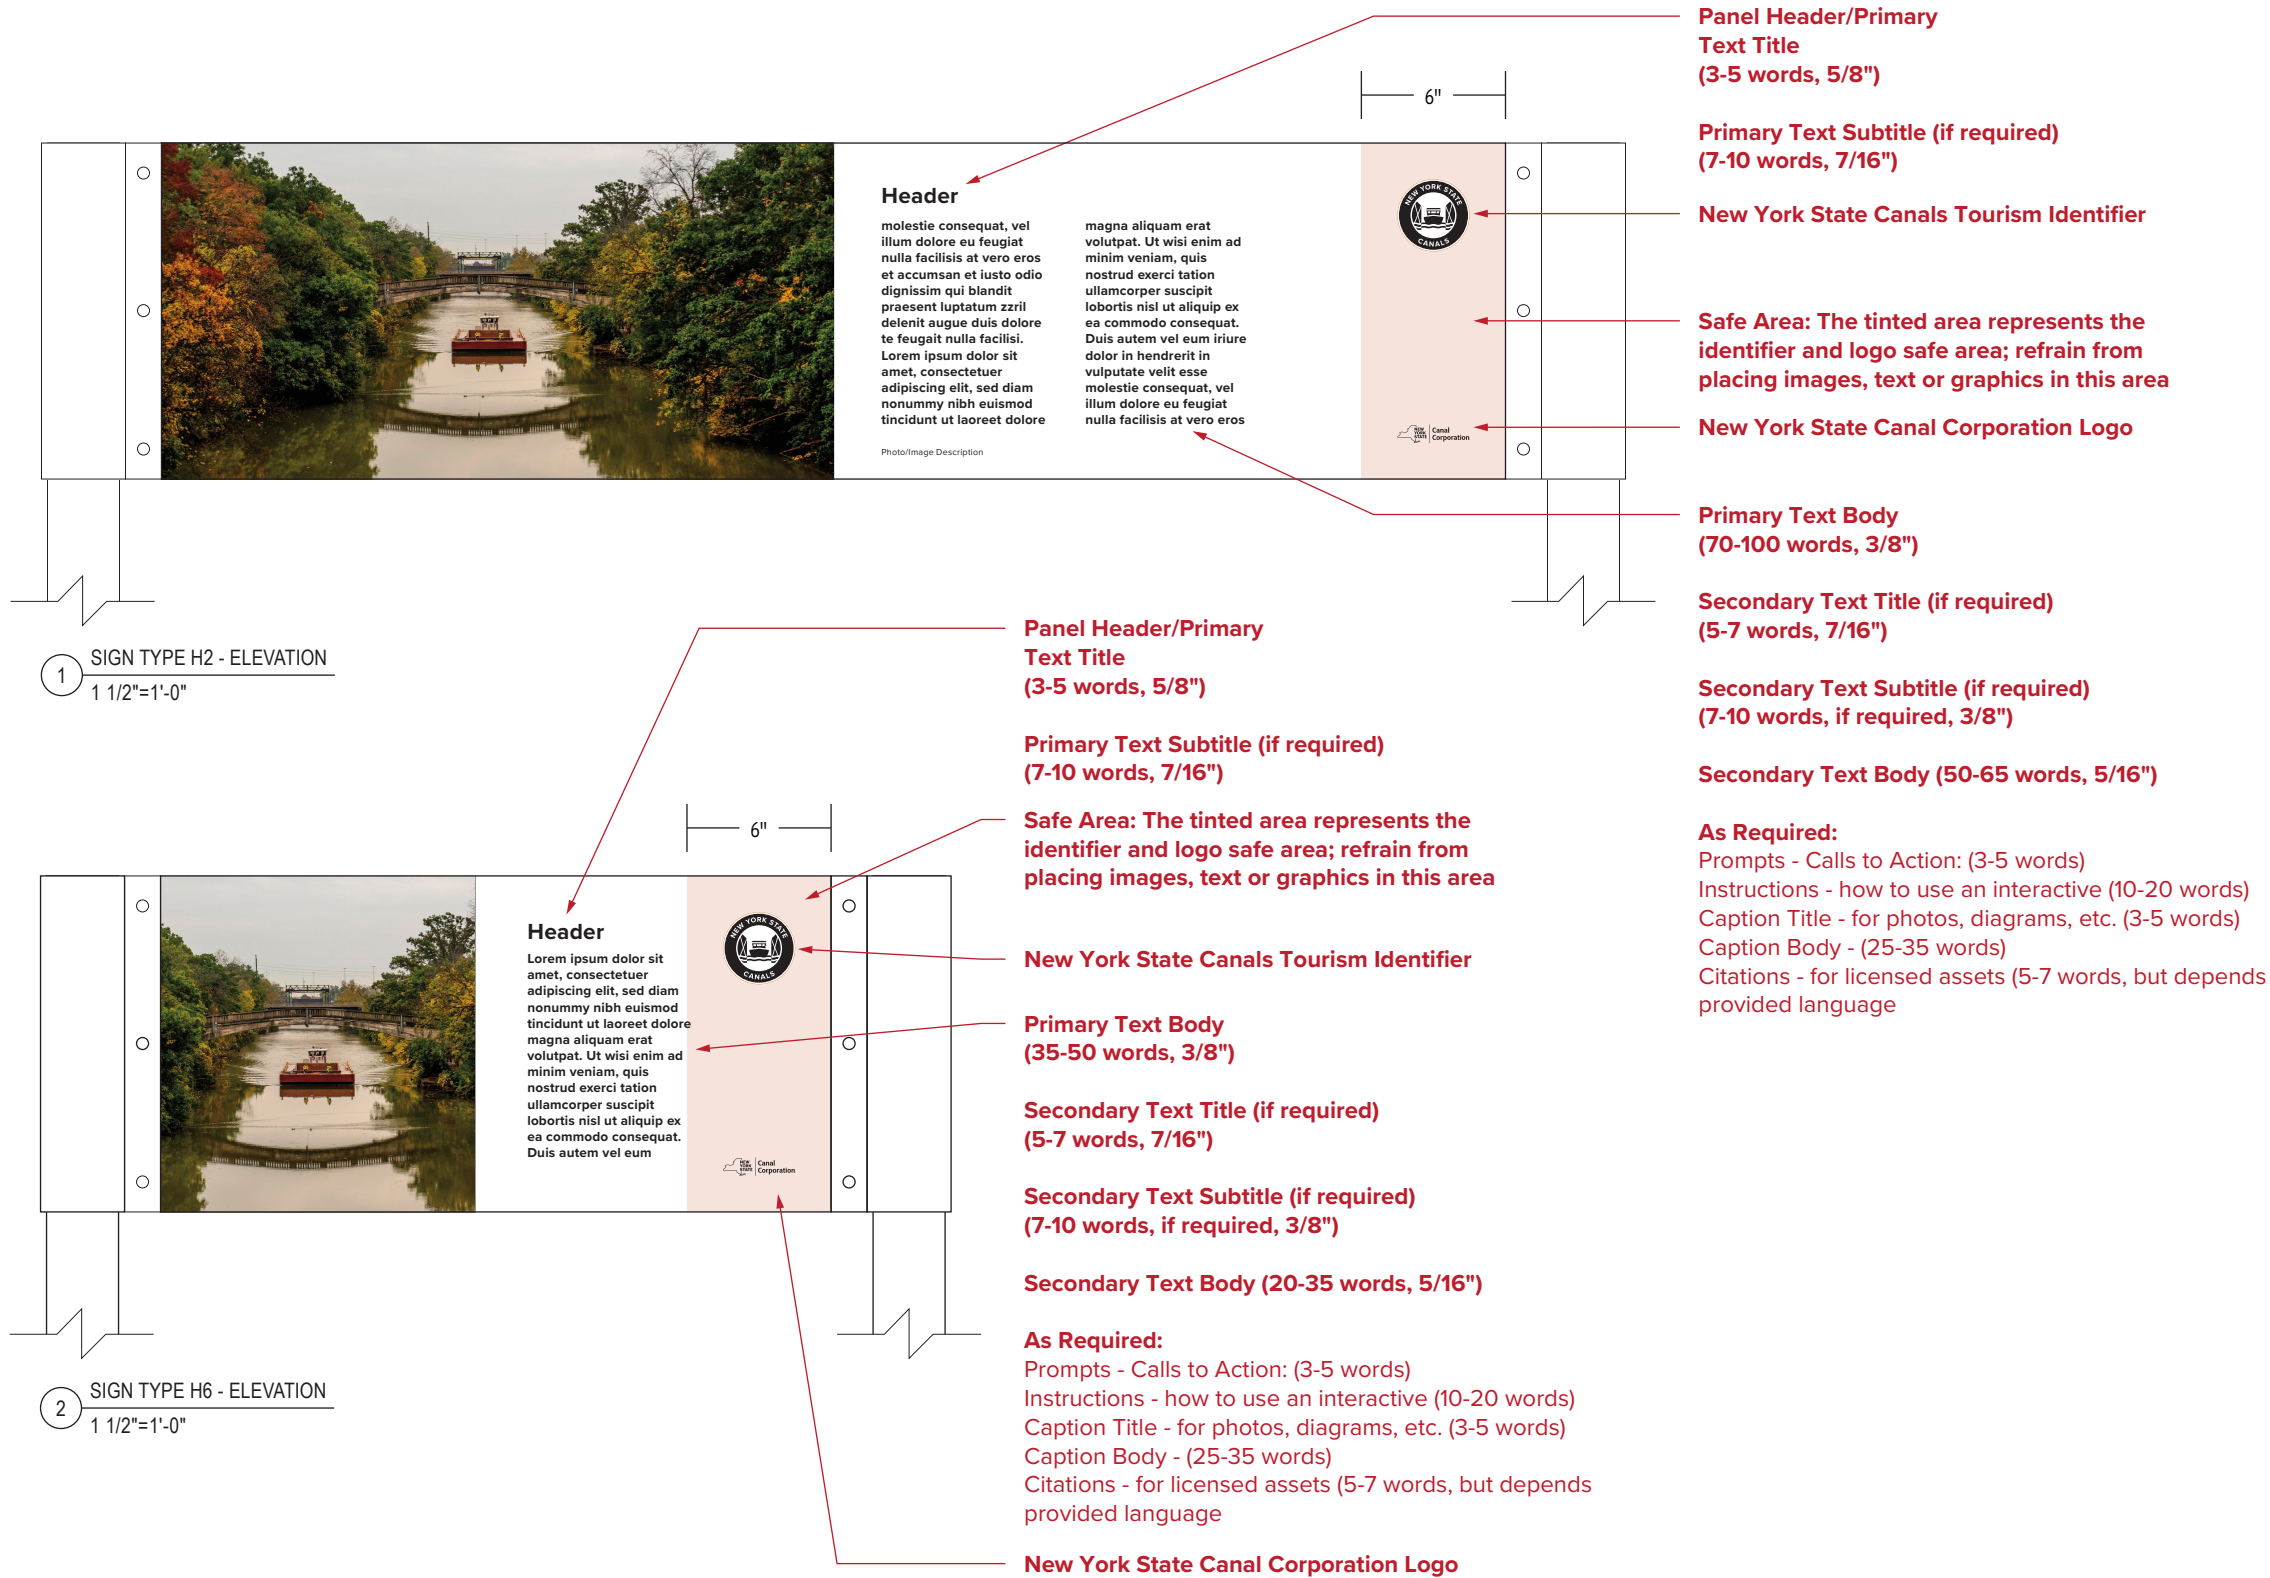 Panel Header/Primary
Text Title
(3-5 words, 5/8")
Primary Text Subtitle (if required)
(7-10 words, 7/16")
New York State Canals Tourism Identifier
Safe Area: The tinted area represents the
identifier and logo safe area; refrain from
placing images, text or graphics in this area
New York State Canal Corporation Logo
Primary Text Body
(70-100 words, 3/8")
Secondary Text Title (if required)
(5-7 words, 7/16")
Secondary Text Subtitle (if required)
(7-10 words, if required, 3/8")
Secondary Text Body (50-65 words, 5/16")
As Required:
Prompts - Calls to Action: (3-5 words)
Instructions - how to use an interactive (10-20 words)
Caption Title - for photos, diagrams, etc. (3-5 words)
Caption Body - (25-35 words)
Citations - for licensed assets (5-7 words, but depends
provided language
6"
Header
molestie consequat, vel
illum dolore eu feugiat
nulla facilisis at vero eros
et accumsan et iusto odio
dignissim qui blandit
praesent luptatum zzril
delenit augue duis dolore
te feugait nulla facilisi.
Lorem ipsum dolor sit
amet, consectetuer
adipiscing elit, sed diam
nonummy nibh euismod
tincidunt ut laoreet dolore
magna aliquam erat
volutpat. Ut wisi enim ad
minim veniam, quis
nostrud exerci tation
ullamcorper suscipit
lobortis nisl ut aliquip ex
ea commodo consequat.
Duis autem vel eum iriure
dolor in hendrerit in
vulputate velit esse
molestie consequat, vel
illum dolore eu feugiat
nulla facilisis at vero eros
Photo/Image Description
NEW YORK STATE
CANALS
NEW
YORK
STATE
Canal
Corporation
1
SIGN TYPE H2 - ELEVATION
1 1/2"=1'-0"
Panel Header/Primary
Text Title
(3-5 words, 5/8")
Primary Text Subtitle (if required)
(7-10 words, 7/16")
Safe Area: The tinted area represents the
identifier and logo safe area; refrain from
placing images, text or graphics in this area
New York State Canals Tourism Identifier
Primary Text Body
(35-50 words, 3/8")
Secondary Text Title (if required)
(5-7 words, 7/16")
Secondary Text Subtitle (if required)
(7-10 words, if required, 3/8")
Secondary Text Body (20-35 words, 5/16")
As Required:
Prompts - Calls to Action: (3-5 words)
Instructions - how to use an interactive (10-20 words)
Caption Title - for photos, diagrams, etc. (3-5 words)
Caption Body - (25-35 words)
Citations - for licensed assets (5-7 words, but depends
provided language
New York State Canal Corporation Logo
6"
Header
Lorem ipsum dolor sit
amet, consectetuer
adipiscing elit, sed diam
nonummy nibh euismod
tincidunt ut laoreet dolore
magna aliquam erat
volutpat. Ut wisi enim ad
minim veniam, quis
nostrud exerci tation
ullamcorper suscipit
lobortis nisl ut aliquip ex
ea commodo consequat.
Duis autem vel eum
NEW YORK STATE
CANALS
NEW
YORK
STATE
Canal
Corporation
2
SIGN TYPE H6 - ELEVATION
1 1/2"=1'-0"